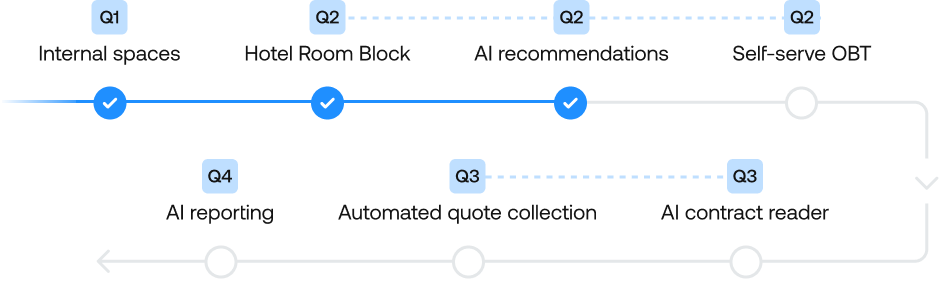 Q1
Internal spaces
Q2
Hotel Room Block
Q2
AI recommendations
Q2
Self-serve OBT
Q4
AI reporting
Q3
Automated quote collection
Q3
AI contract reader